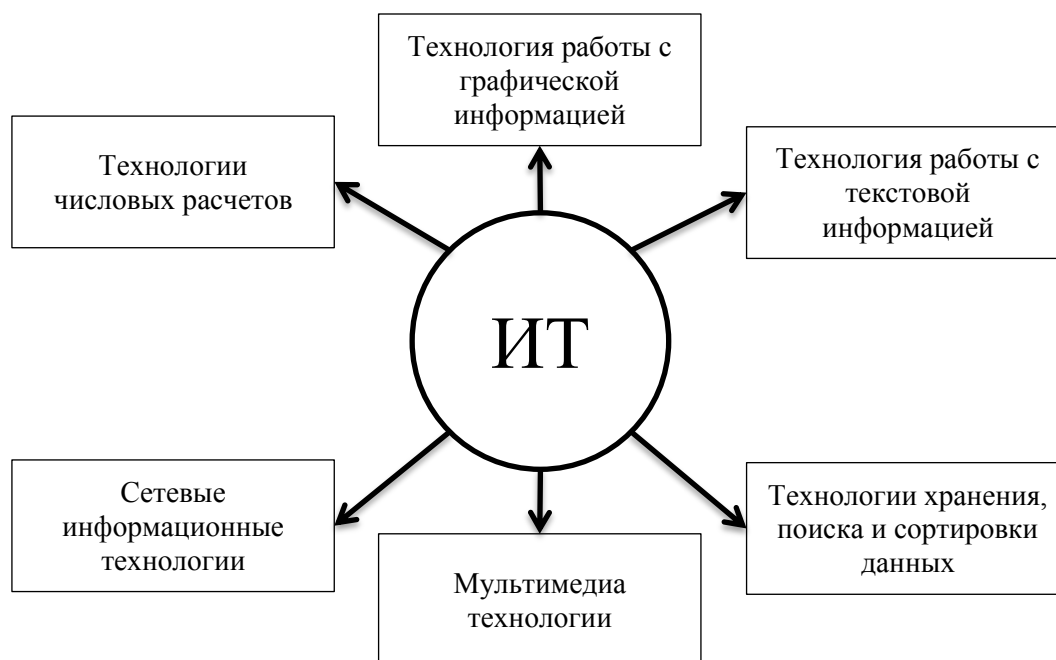 Технология работы с
графической
информацией
Технологии
числовых расчетов
Технология работы с
текстовой
информацией
ИТ
Сетевые
информационные
технологии
Мультимедиа
технологии
Технологии хранения,
поиска и сортировки
данных